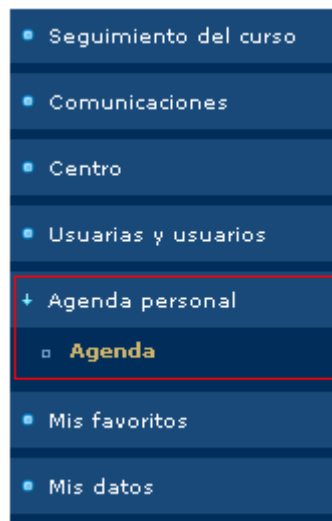 Seguimiento del curso
Comunicaciones
Centro
Usuarias y usuarios
Agenda personal
Agenda
Mis favoritos
Mis datos